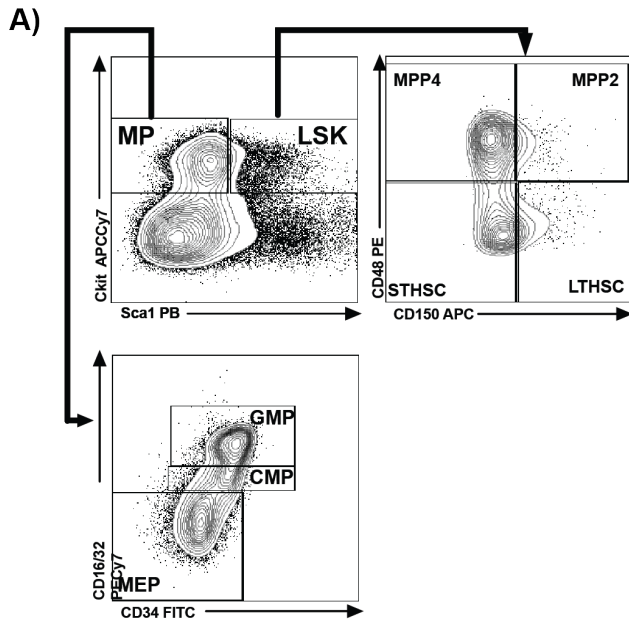 A)
MP
LSK
Ckit APCCy7
Sca1 PB
MPP4
MPP2
STHSC
LTHSC
CD48 PE
CD150 APC
GMP
CMP
MEP
CD16/32
PECy7
CD34 FITC